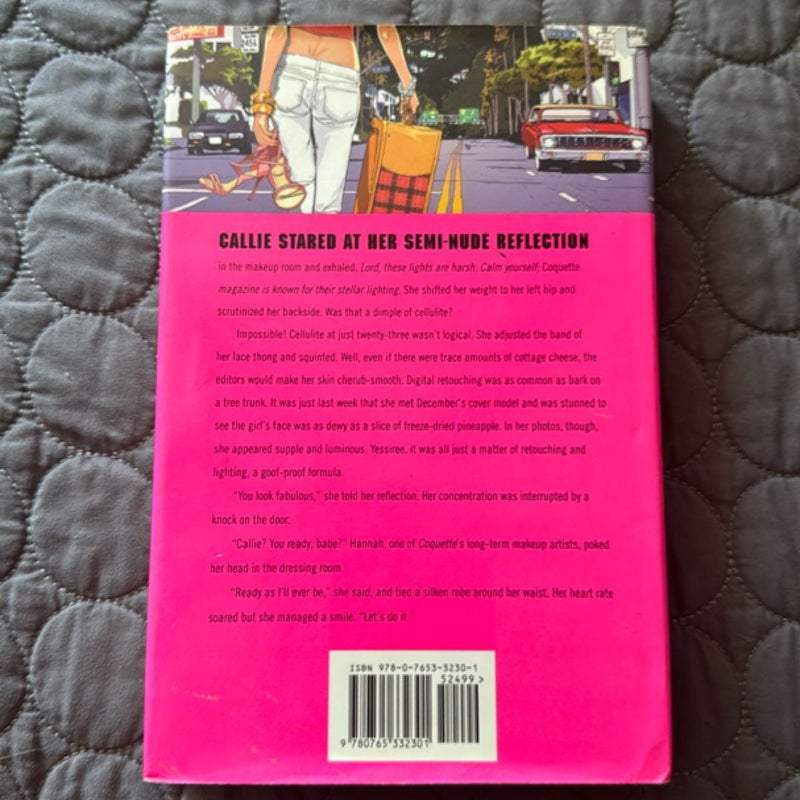 CALLIE STARED AT HER SEMI-NUDE REFLECTION
in the makeup room and exhaled. Lord, these lights are harsh. Calm yourself; Coquette
magazine is known for their stellar lighting. She shifted her weight to her left hip and
scrutinized her backside. Was that a dimple of cellulite?
Impossible! Cellulite at just twenty-three wasn't logical. She adjusted the band of
her lace thong and squinted. Well, even if there were trace amounts of cottage cheese, the
editors would make her skin cherub-smooth. Digital retouching was as common as bark on
a tree trunk. It was just last week that she met December's cover model and was stunned to
see the girl's face was as dewy as a slice of freeze-dried pineapple. In her photos, though,
she appeared supple and luminous. Yessiree, it was all just a matter of retouching and
lighting, a goof-proof formula.
"You look fabulous," she told her reflection. Her concentration was interrupted by a
knock on the door.
"Callie? You ready, babe?" Hannah, one of Coquette's long-term makeup artists, poked
her head in the dressing room.
"Ready as I'll ever be," she said, and tied a silken robe around her waist. Her heart rate
soared but she managed a smile. "Let's do it."
ISBN 978-0-7653-3230-1
52499 >
9 780765 332301